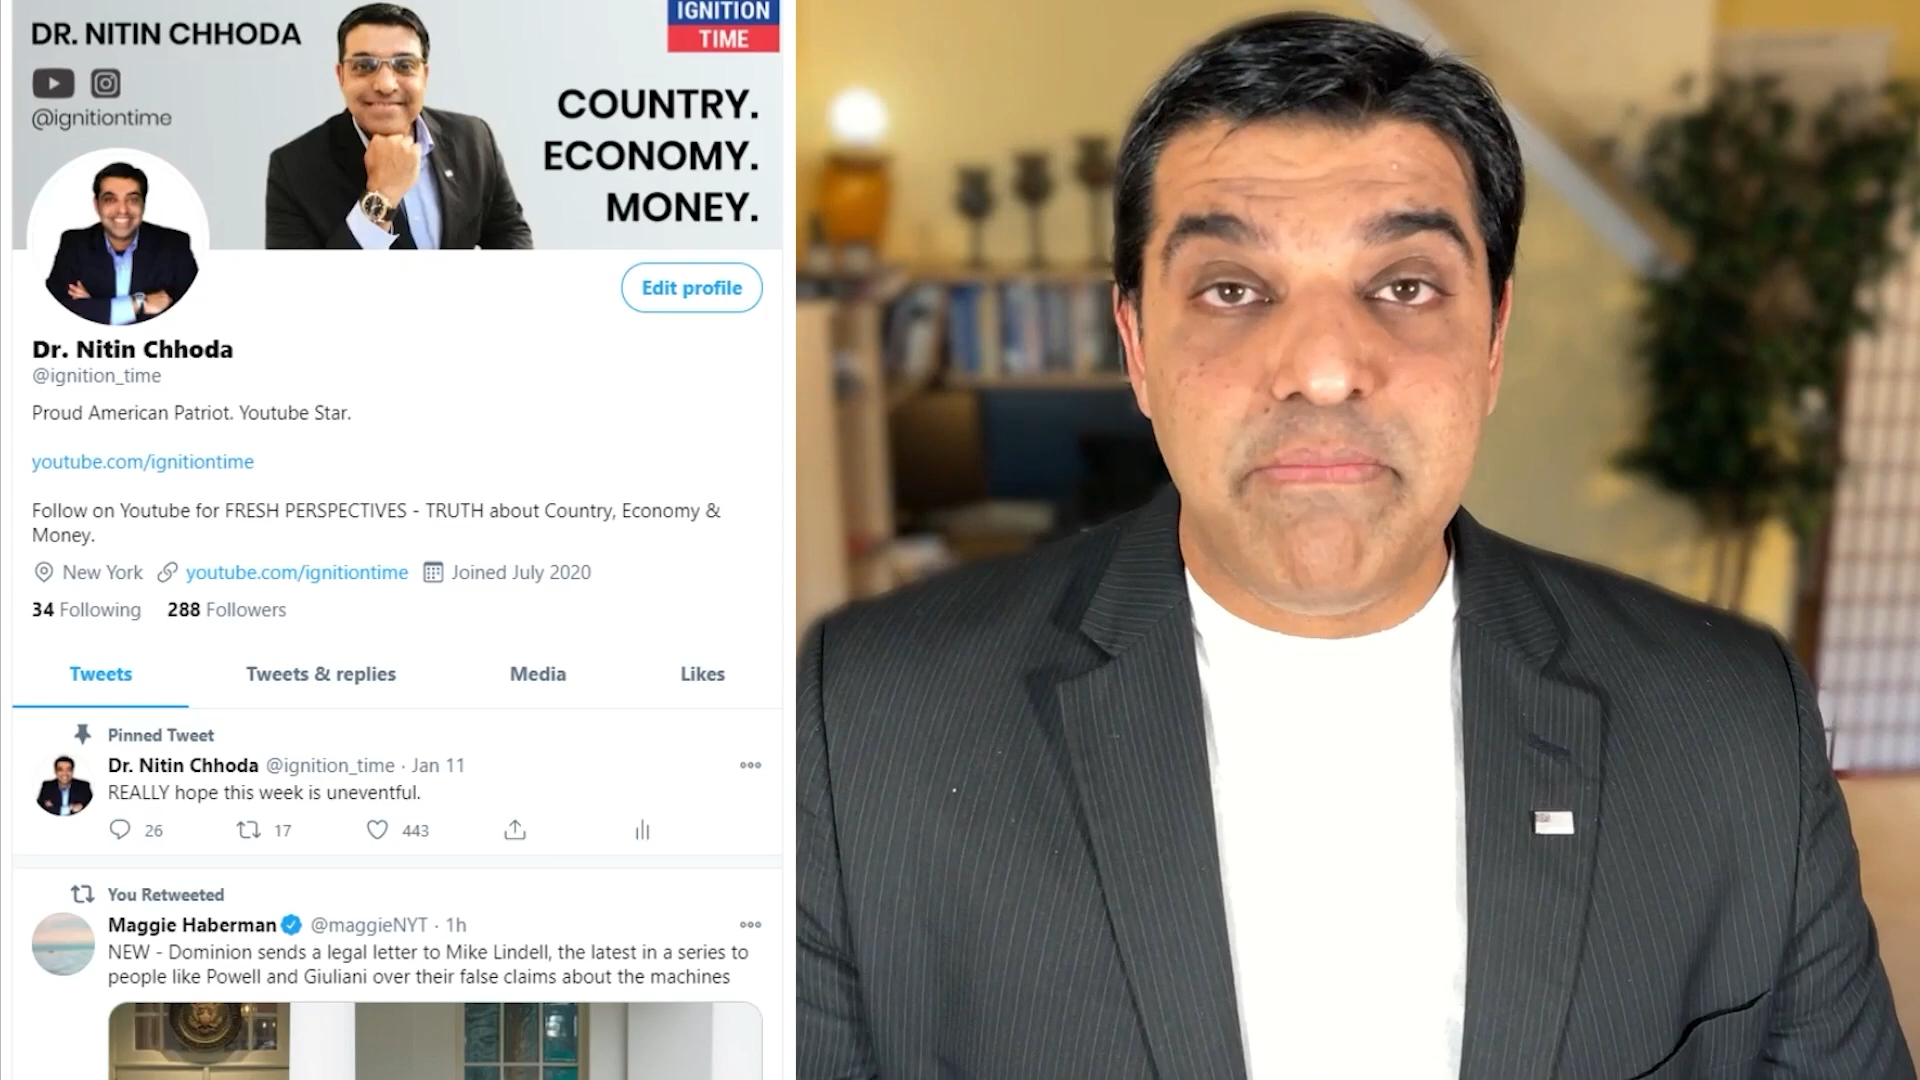 DR. NITIN CHHODA
@ignitiontime
IGNITION
TIME
COUNTRY.
ECONOMY.
MONEY.
Edit profile
Dr. Nitin Chhoda
@ignition_time
Proud American Patriot. Youtube Star.
youtube.com/ignitiontime
Follow on Youtube for FRESH PERSPECTIVES - TRUTH about Country, Economy &
Money.
New York youtube.com/ignitiontime Joined July 2020
34 Following 288 Followers
Tweets Tweets & replies Media Likes
Pinned Tweet
Dr. Nitin Chhoda @ignition_time · Jan 11
REALLY hope this week is uneventful.
26 17 443
You Retweeted
Maggie Haberman @maggieNYT · 1h
NEW - Dominion sends a legal letter to Mike Lindell, the latest in a series to
people like Powell and Giuliani over their false claims about the machines